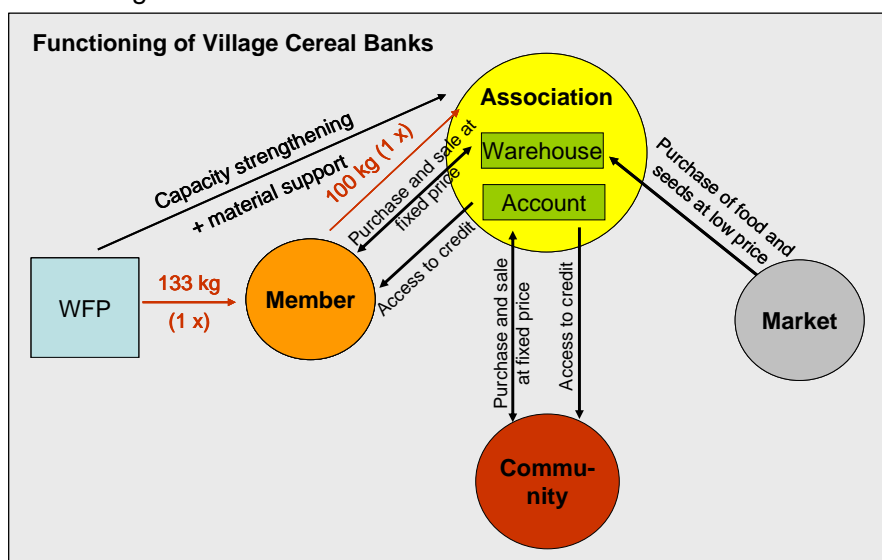 Functioning of Village Cereal Banks
Association
Warehouse
Account
Capacity strengthening
+ material support
100 kg (1 x)
Purchase and sale at
fixed price
Access to credit
Purchase of food and
seeds at low price
WFP
133 kg
(1 x)
Member
Market
Purchase and sale
at fixed price
Access to credit
Commu-
nity